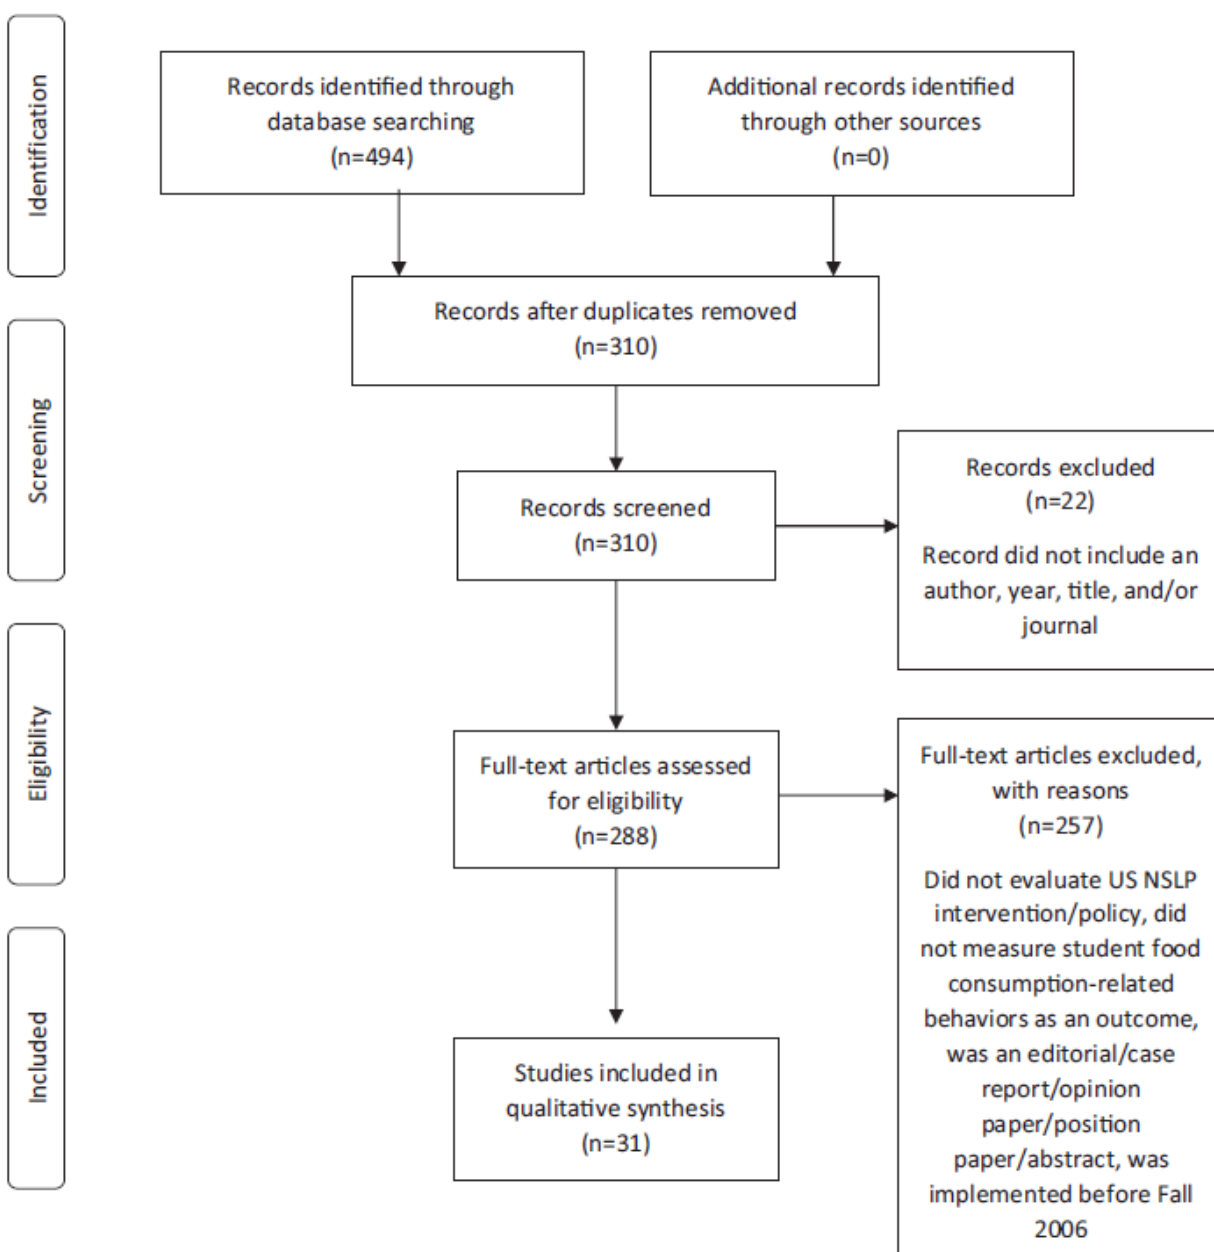 Identification
Records identified through
database searching
(n=494)
Additional records identified
through other sources
(n=0)
Records after duplicates removed
(n=310)
Screening
Records screened
(n=310)
Records excluded
(n=22)
Record did not include an
author, year, title, and/or
journal
Eligibility
Full-text articles assessed
for eligibility
(n=288)
Full-text articles excluded,
with reasons
(n=257)
Did not evaluate US NSLP
intervention/policy, did
not measure student food
consumption-related
behaviors as an outcome,
was an editorial/case
report/opinion
paper/position
paper/abstract, was
implemented before Fall
2006
Included
Studies included in
qualitative synthesis
(n=31)